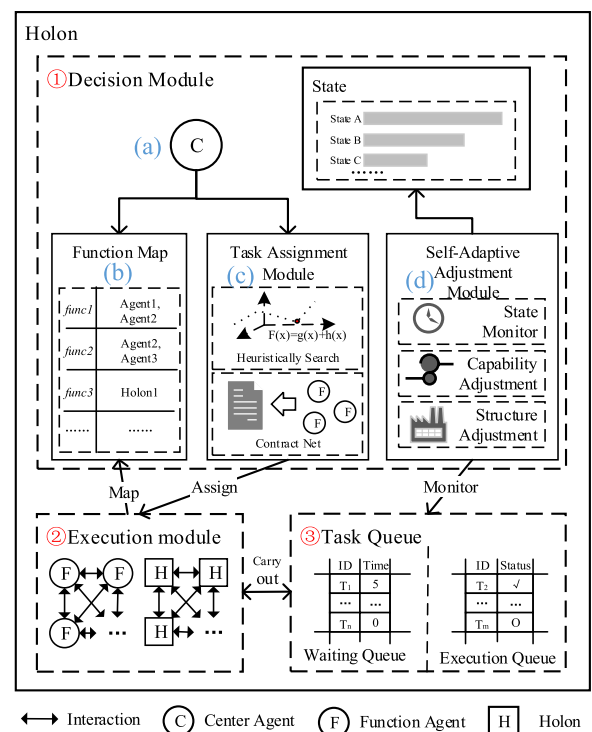 Holon
①Decision Module
State
State A
State B
State C
......
(a)
C
Function Map
(b)
func1
Agent1,
Agent2
func2
Agent2,
Agent3
func3
Holon1
......
......
Task Assignment
(c) Module
F(x)=g(x)+h(x)
Heuristically Search
F
F
F
Contract Net
Self-Adaptive
Adjustment
(d) Module
State
Monitor
Capability
Adjustment
Structure
Adjustment
Map
Assign
Monitor
②Execution module
F
F
H
H
F
...
H
...
Carry
out
③Task Queue
ID Time
T1 5
... ...
Tn 0
Waiting Queue
ID Status
T2 √
... ...
Tm O
Execution Queue
Interaction
C
Center Agent
F
Function Agent
H
Holon